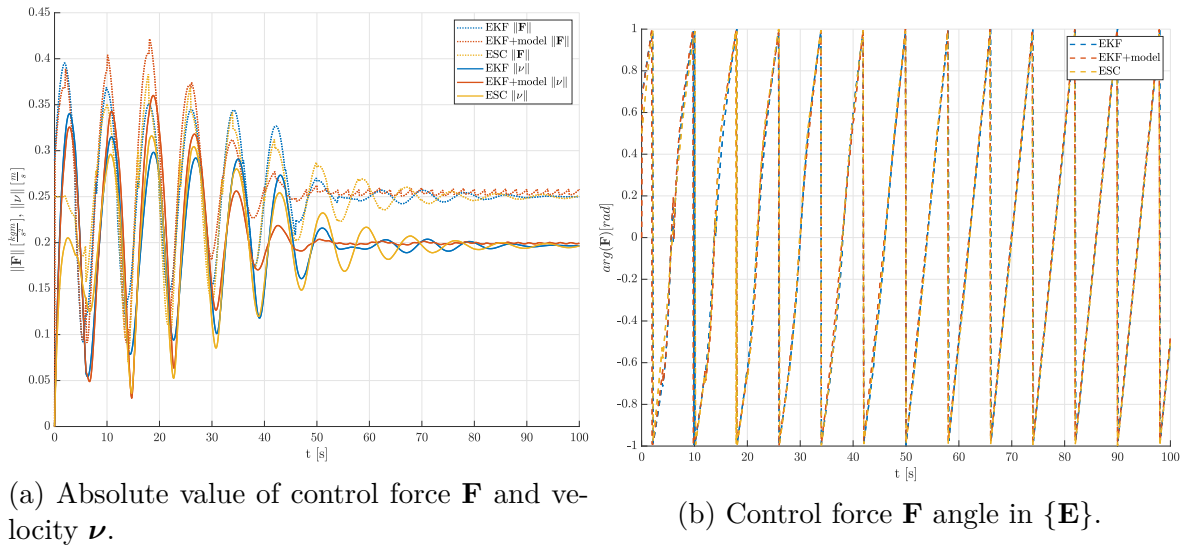 0.45
0.4
0.35
0.3
0.25
0.2
0.15
0.1
0.05
0
‖F‖ [kgm/s²], ‖ν‖ [m/s]
EKF ‖F‖
EKF+model ‖F‖
ESC ‖F‖
EKF ‖ν‖
EKF+model ‖ν‖
ESC ‖ν‖
0 10 20 30 40 50 60 70 80 90 100
t [s]
(a) Absolute value of control force F and ve-
locity ν.
1
0.8
0.6
0.4
0.2
0
-0.2
-0.4
-0.6
-0.8
-1
arg(F)[rad]
EKF
EKF+model
ESC
0 10 20 30 40 50 60 70 80 90 100
t [s]
(b) Control force F angle in {E}.